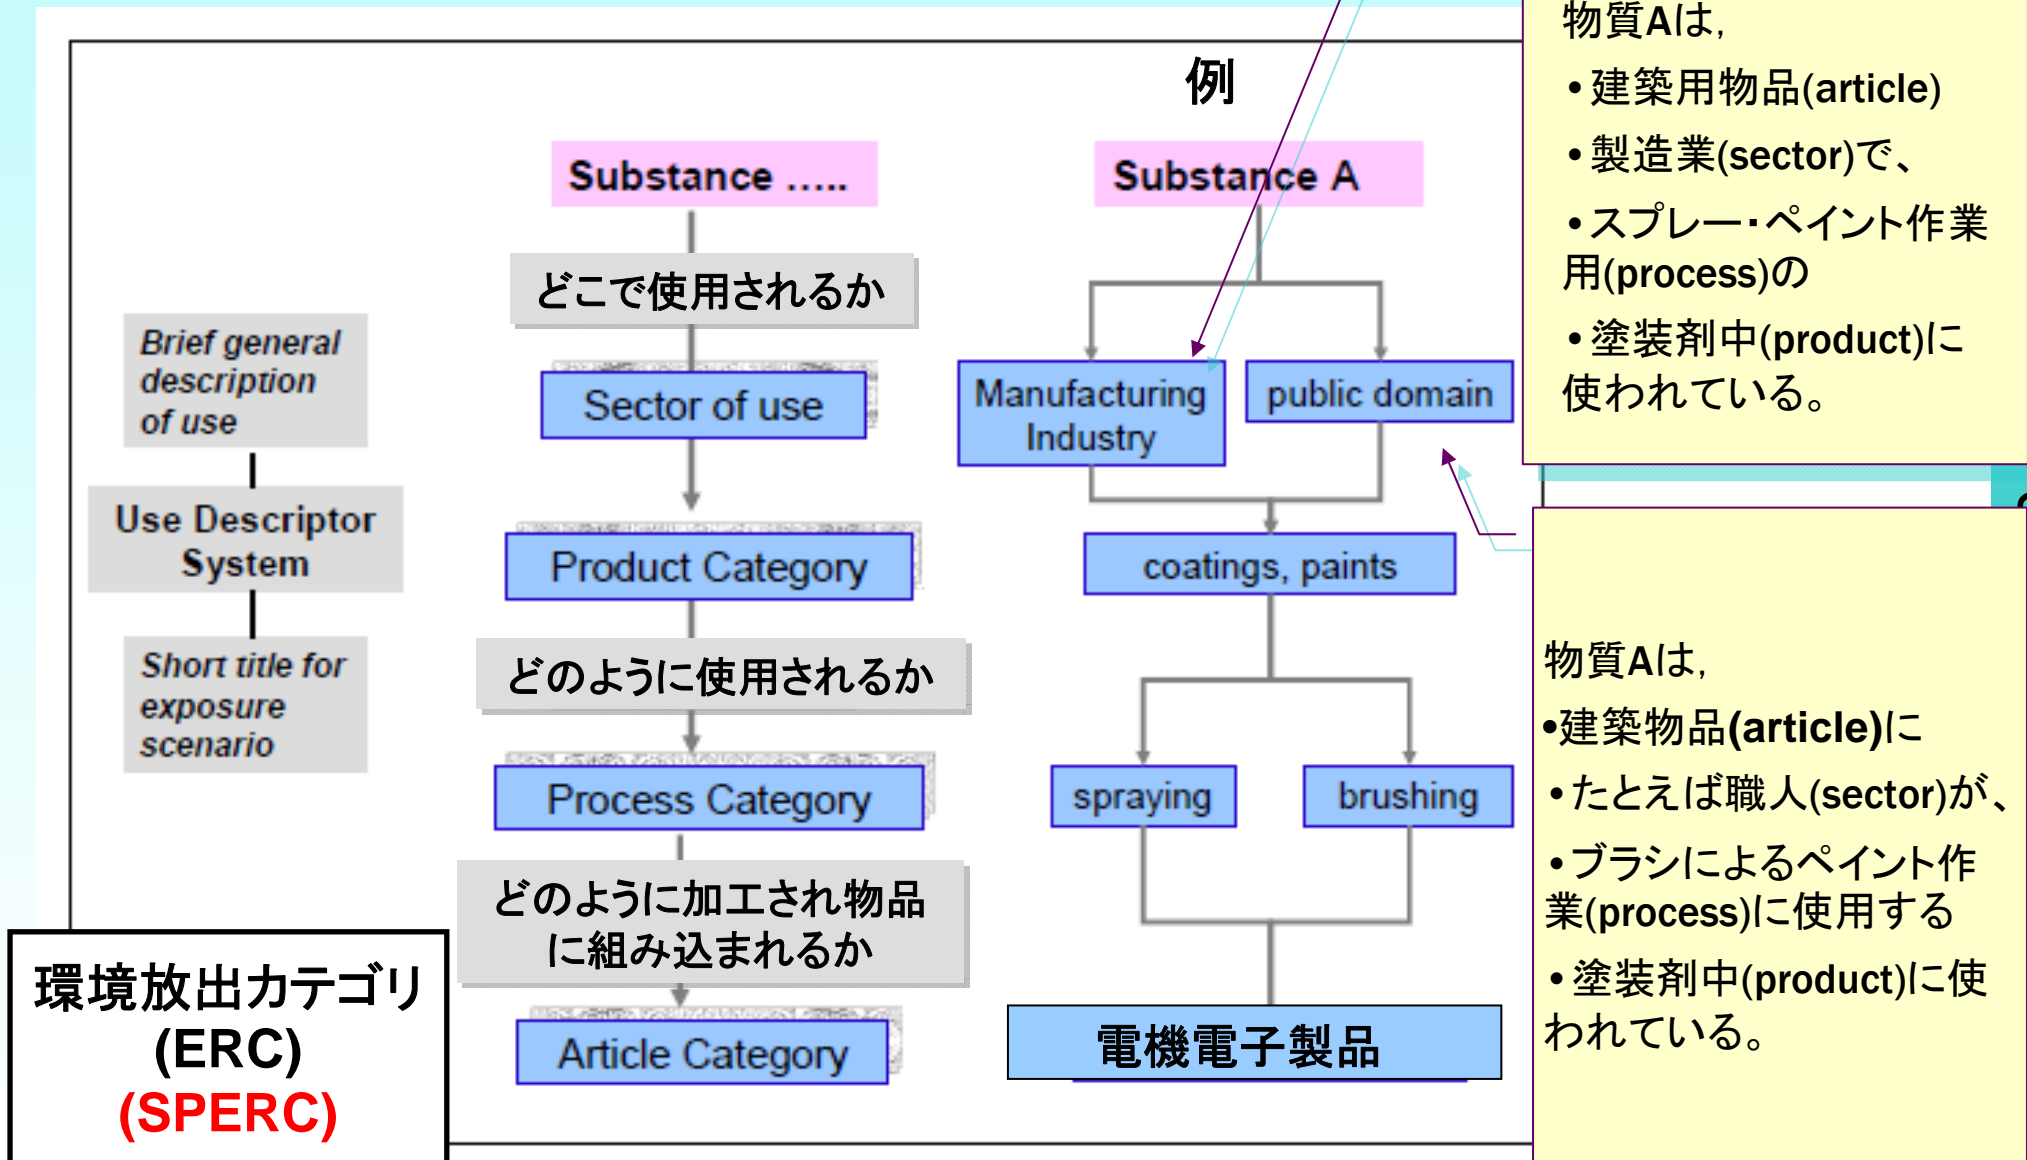 例
Substance .....
どこで使用されるか
Sector of use
Product Category
どのように使用されるか
Process Category
どのように加工され物品
に組み込まれるか
Article Category
Brief general
description
of use
Use Descriptor
System
Short title for
exposure
scenario
環境放出カテゴリ
(ERC)
(SPERC)
Substance A
Manufacturing
Industry
public domain
coatings, paints
spraying
brushing
電機電子製品
物質Aは,
•建築用物品(article)
•製造業(sector)で、
•スプレー・ペイント作業
用(process)の
•塗装剤中(product)に
使われている。
物質Aは,
•建築物品(article)に
•たとえば職人(sector)が、
•ブラシによるペイント作
業(process)に使用する
•塗装剤中(product)に使
われている。